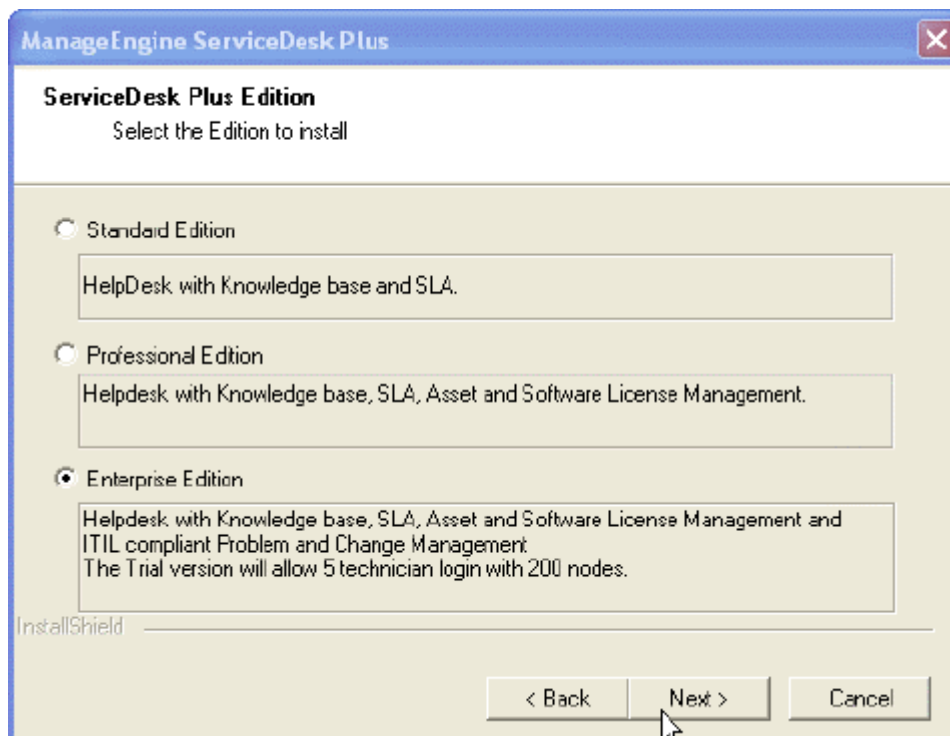 ManageEngine ServiceDesk Plus
ServiceDesk Plus Edition
Select the Edition to install
Standard Edition
HelpDesk with Knowledge base and SLA.
Professional Edition
Helpdesk with Knowledge base, SLA, Asset and Software License Management.
Enterprise Edition
Helpdesk with Knowledge base, SLA, Asset and Software License Management and
ITIL compliant Problem and Change Management
The Trial version will allow 5 technician login with 200 nodes.
InstallShield
< Back Next > Cancel